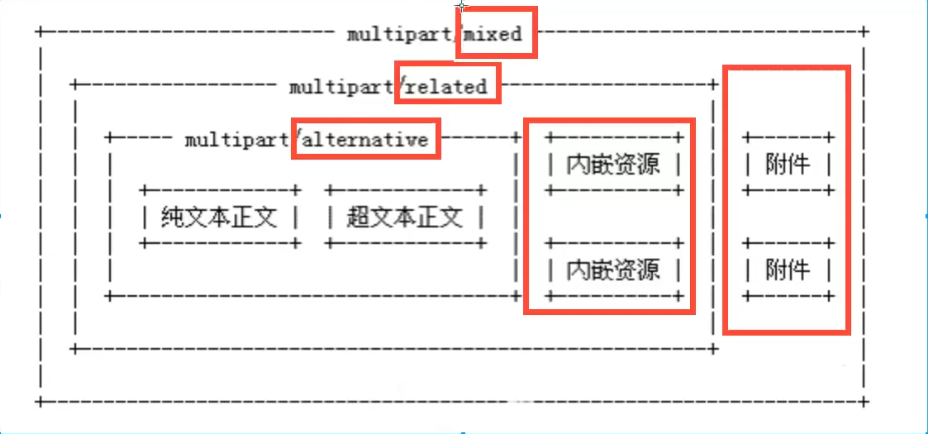 multipart/mixed
multipart/related
multipart/alternative
内嵌资源
附件
纯文本正文
超文本正文
内嵌资源
附件